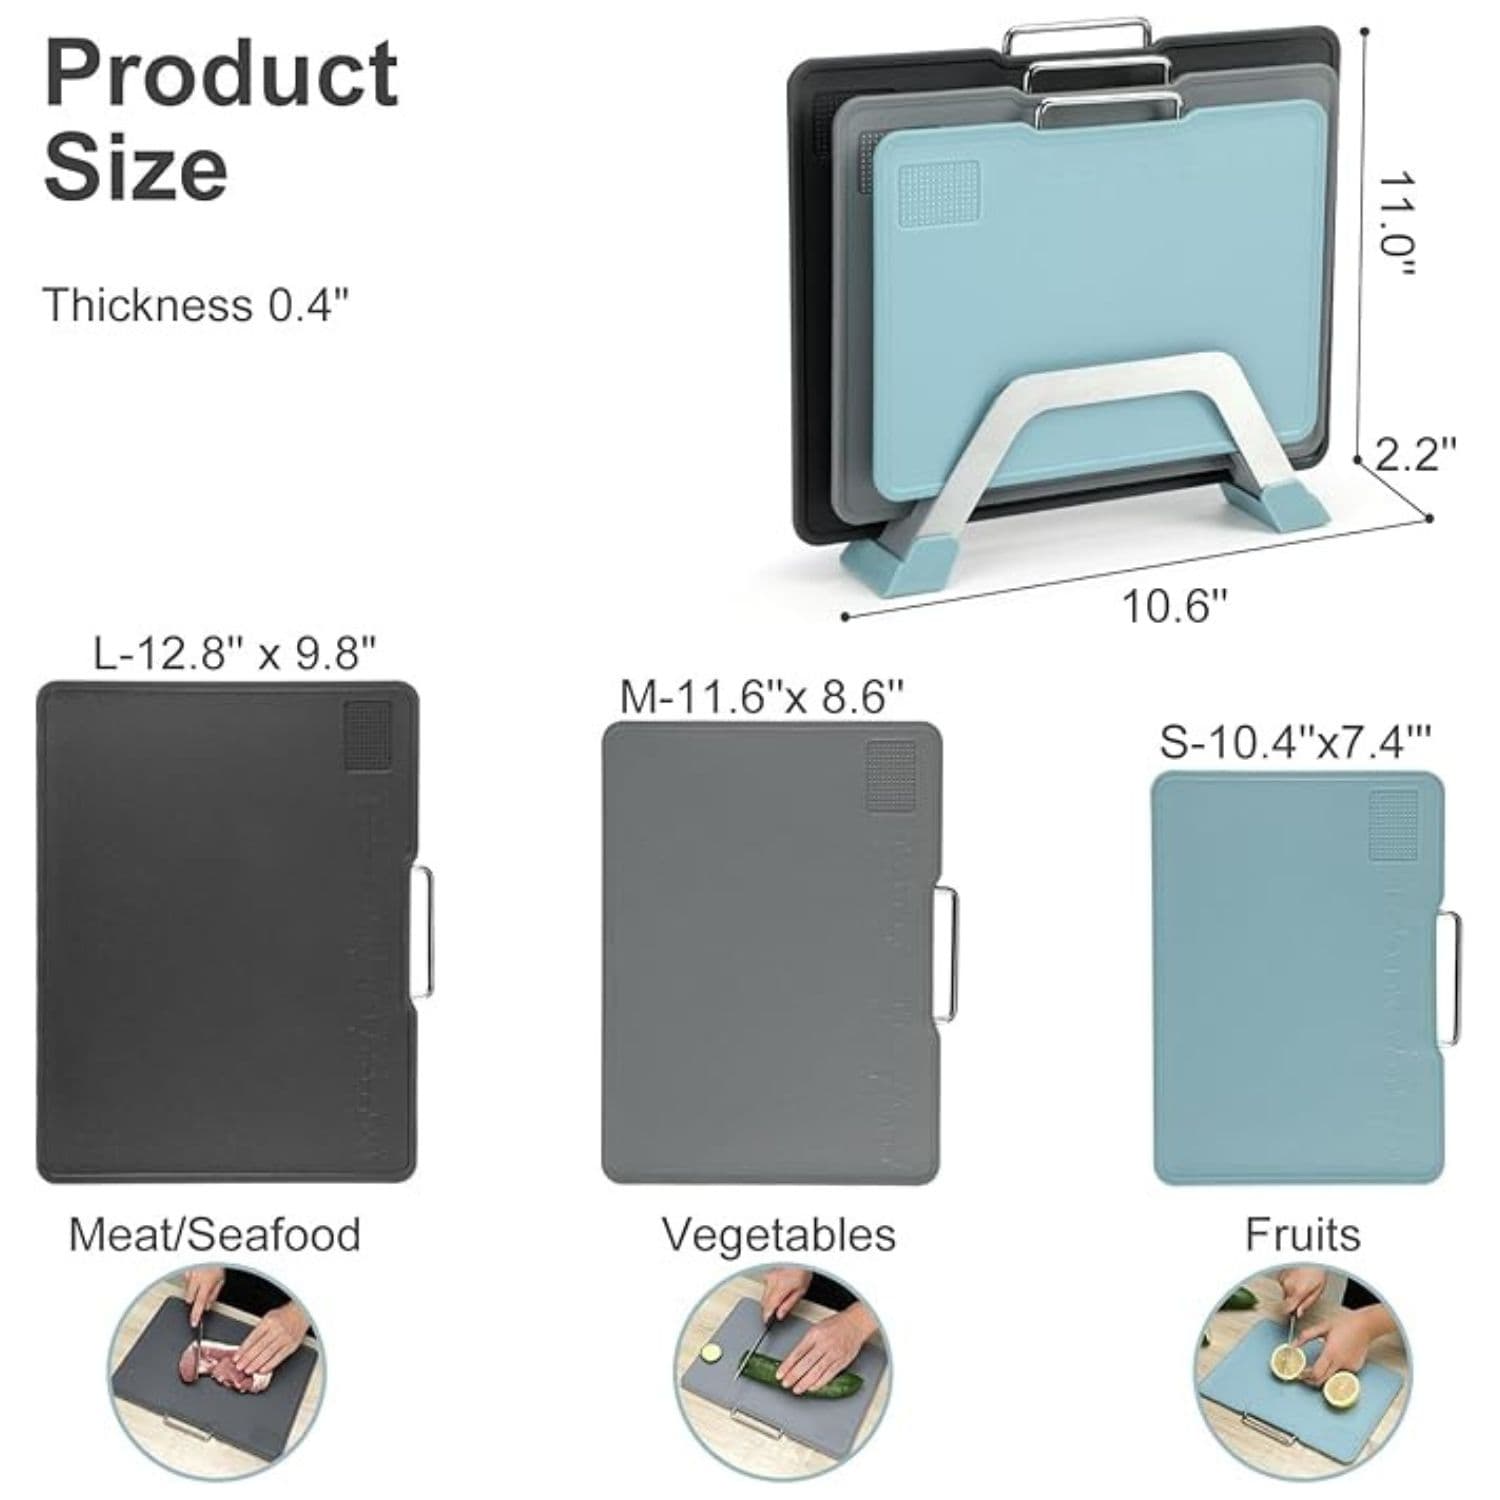 Product
Size
Thickness 0.4"
11.0"
2.2"
10.6"
L-12.8" x 9.8"
M-11.6"x 8.6"
S-10.4"x7.4'"
Meat/Seafood
Vegetables
Fruits